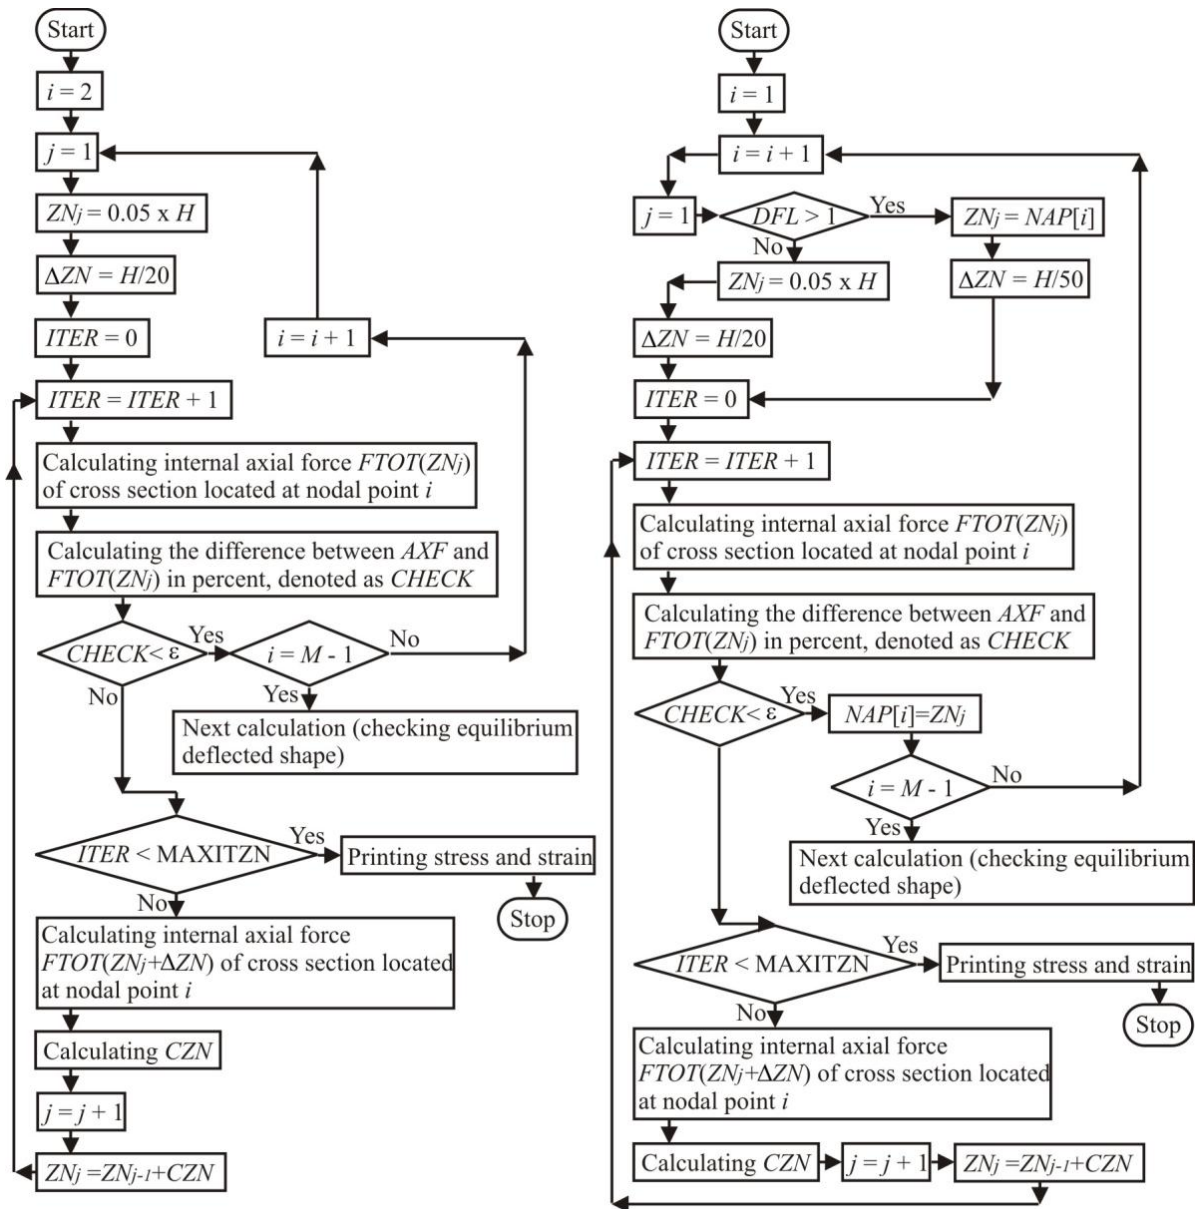 Start
i = 2
j = 1
ZNj = 0.05 x H
ΔZN = H/20
ITER = 0
i = i + 1
ITER = ITER + 1
Calculating internal axial force FTOT(ZNj)
of cross section located at nodal point i
Calculating the difference between AXF and
FTOT(ZNj) in percent, denoted as CHECK
CHECK< ε
Yes
i = M - 1
No
No
Yes
Next calculation (checking equilibrium
deflected shape)
ITER < MAXITZN
Yes
Printing stress and strain
No
Stop
Calculating internal axial force
FTOT(ZNj+ΔZN) of cross section located
at nodal point i
Calculating CZN
j = j + 1
ZNj =ZNj-1+CZN
Start
i = 1
i = i + 1
j = 1
DFL > 1
Yes
ZNj = NAP[i]
No
ZNj = 0.05 x H
ΔZN = H/50
ΔZN = H/20
ITER = 0
ITER = ITER + 1
Calculating internal axial force FTOT(ZNj)
of cross section located at nodal point i
Calculating the difference between AXF and
FTOT(ZNj) in percent, denoted as CHECK
CHECK< ε
Yes
NAP[i]=ZNj
i = M - 1
No
Yes
Next calculation (checking equilibrium
deflected shape)
ITER < MAXITZN
Yes
Printing stress and strain
No
Stop
Calculating internal axial force
FTOT(ZNj+ΔZN) of cross section located
at nodal point i
Calculating CZN
j = j + 1
ZNj =ZNj-1+CZN